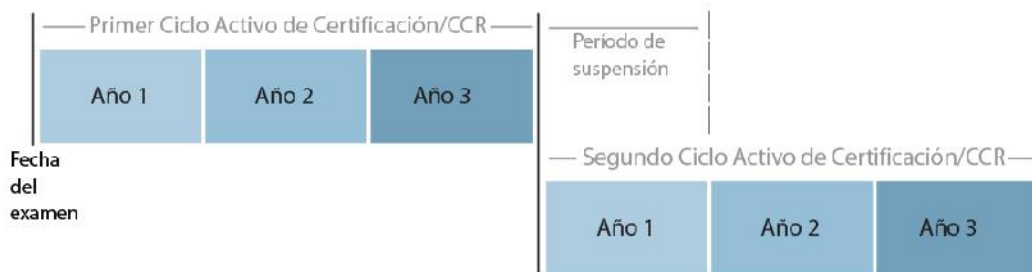 Primer Ciclo Activo de Certificación/CCR
Período de
suspensión
Año 1
Año 2
Año 3
Fecha
del
examen
Segundo Ciclo Activo de Certificación/CCR
Año 1
Año 2
Año 3